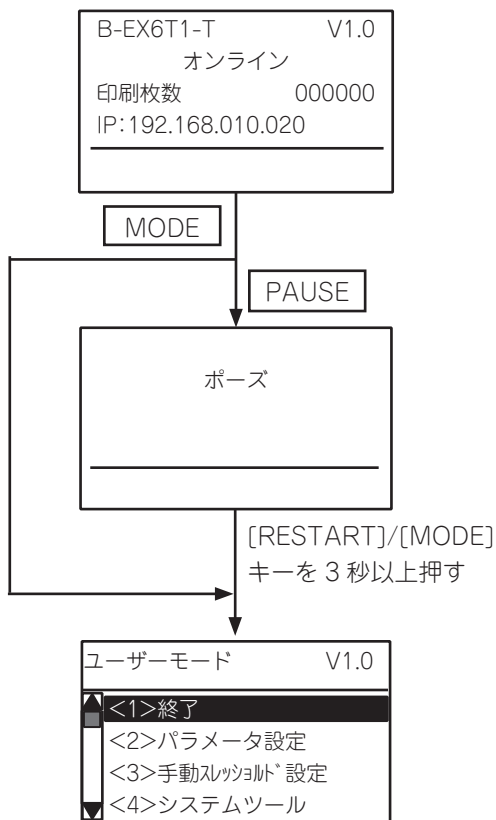 B-EX6T1-T V1.0
オンライン
印刷枚数 000000
IP:192.168.010.020
MODE
PAUSE
ポーズ
[RESTART]/[MODE]
キーを 3 秒以上押す
ユーザーモード V1.0
<1>終了
<2>パラメータ設定
<3>手動ｽﾚｯｼｮﾙﾄﾞ設定
<4>システムツール